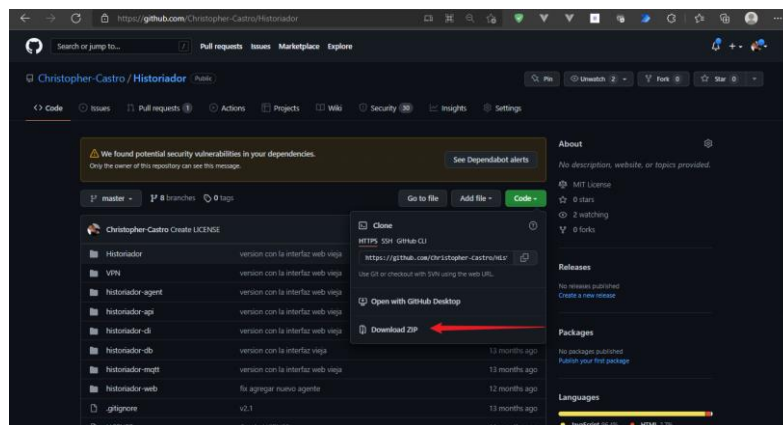 https://github.com/Christopher-Castro/Historiador
Search or jump to...
/
Pull requests Issues Marketplace Explore
Christopher-Castro / Historiador Public
Pin
Unwatch 2
Fork 0
Star 0
Code
Issues
Pull requests 1
Actions
Projects
Wiki
Security 30
Insights
Settings
We found potential security vulnerabilities in your dependencies.
Only the owner of this repository can see this message.
See Dependabot alerts
master
8 branches
0 tags
Go to file
Add file
Code
Christopher-Castro Create LICENSE
Historiador version con la interfaz web vieja
VPN version con la interfaz web vieja
historiador-agent version con la interfaz web vieja
historiador-api version con la interfaz web vieja
historiador-di version con la interfaz web vieja
historiador-db version con la interfaz vieja 13 months ago
historiador-mqtt version con la interfaz web vieja 13 months ago
historiador-web fix agregar nuevo agente 12 months ago
.gitignore v2.1 13 months ago
Clone
HTTPS SSH GitHub CLI
https://github.com/Christopher-Castro/His
Use Git or checkout with SVN using the web URL.
Open with GitHub Desktop
Download ZIP
About
No description, website, or topics provided.
MIT License
0 stars
2 watching
0 forks
Releases
No releases published
Create a new release
Packages
No packages published
Publish your first package
Languages